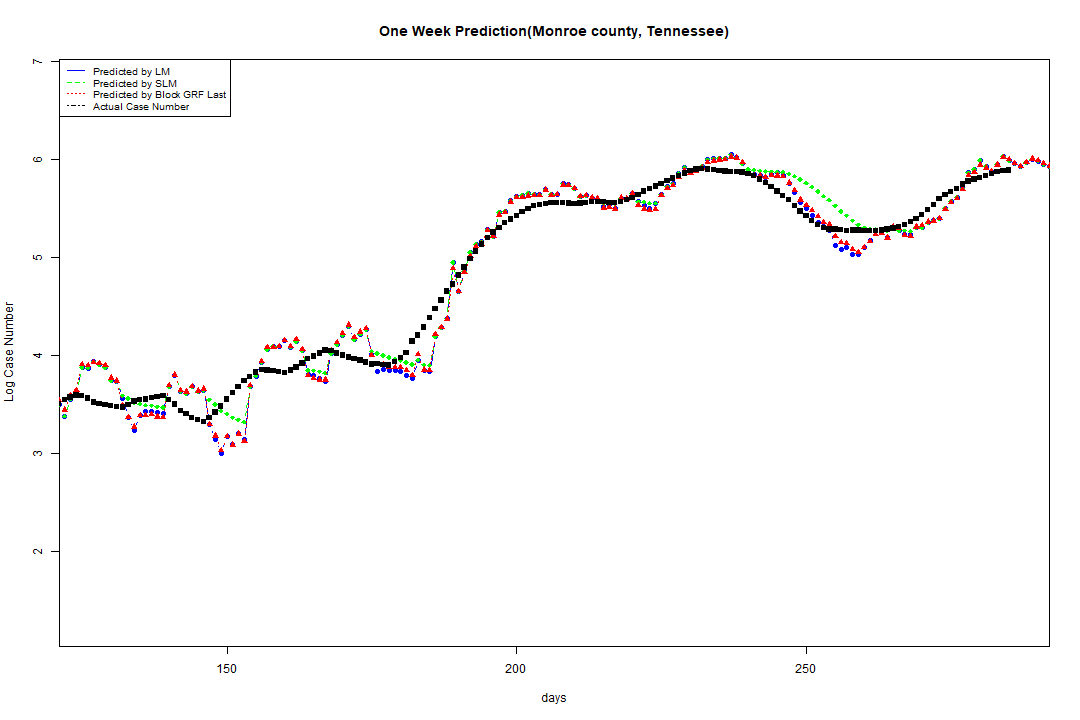 One Week Prediction(Monroe county, Tennessee)
Predicted by LM
Predicted by SLM
Predicted by Block GRF Last
Actual Case Number
7
6
5
4
3
2
Log Case Number
150 200 250
days